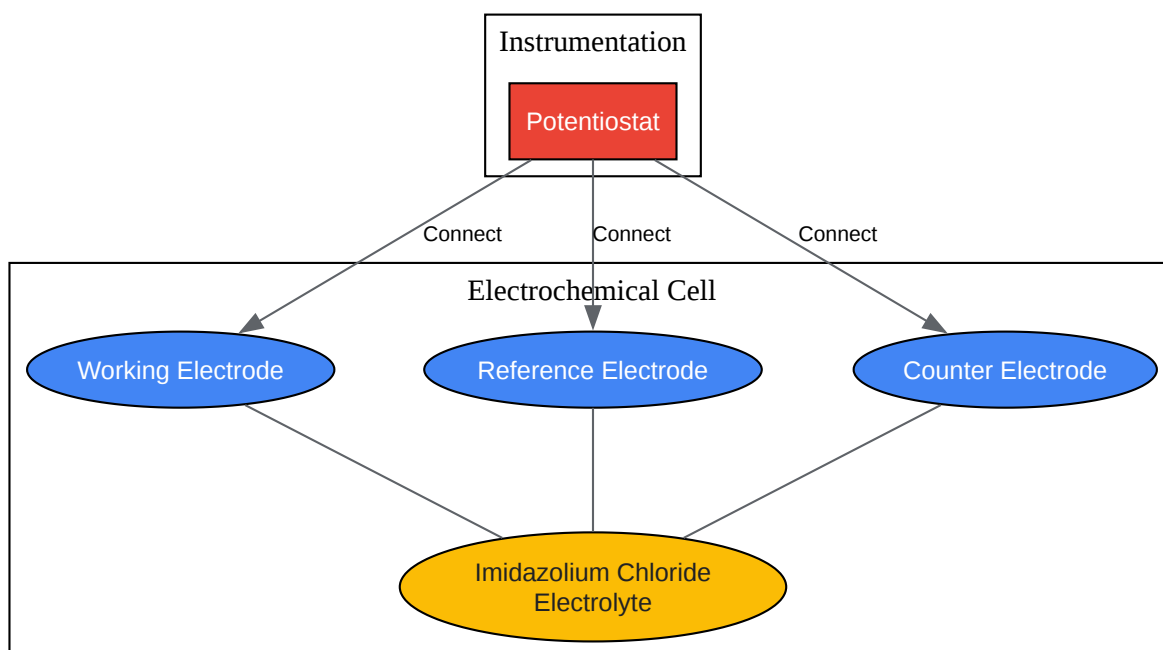 Instrumentation
Potentiostat
Connect
Connect
Connect
Electrochemical Cell
Working Electrode
Reference Electrode
Counter Electrode
Imidazolium Chloride
Electrolyte